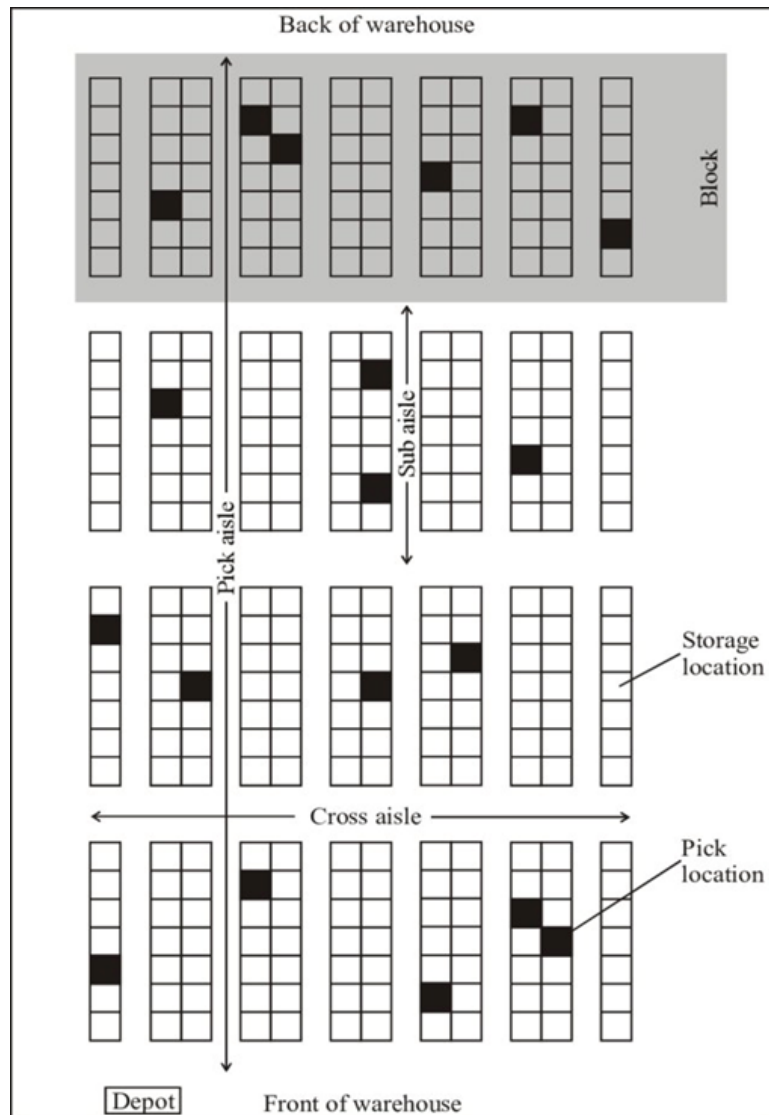 Back of warehouse
Block
Sub aisle
Pick aisle
Storage
location
Cross aisle
Pick
location
Depot
Front of warehouse